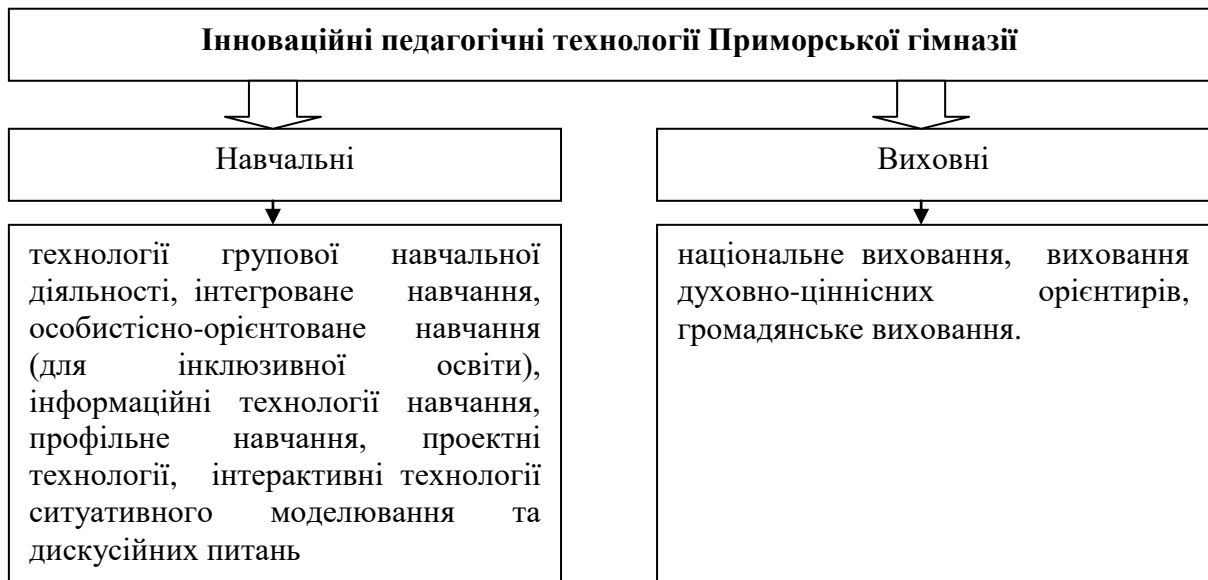 Інноваційні педагогічні технології Приморської гімназії
Навчальні
Виховні
технології групової навчальної
діяльності, інтегроване навчання,
особистісно-орієнтоване навчання
(для інклюзивної освіти),
інформаційні технології навчання,
профільне навчання, проектні
технології, інтерактивні технології
ситуативного моделювання та
дискусійних питань
національне виховання, виховання
духовно-ціннісних орієнтирів,
громадянське виховання.